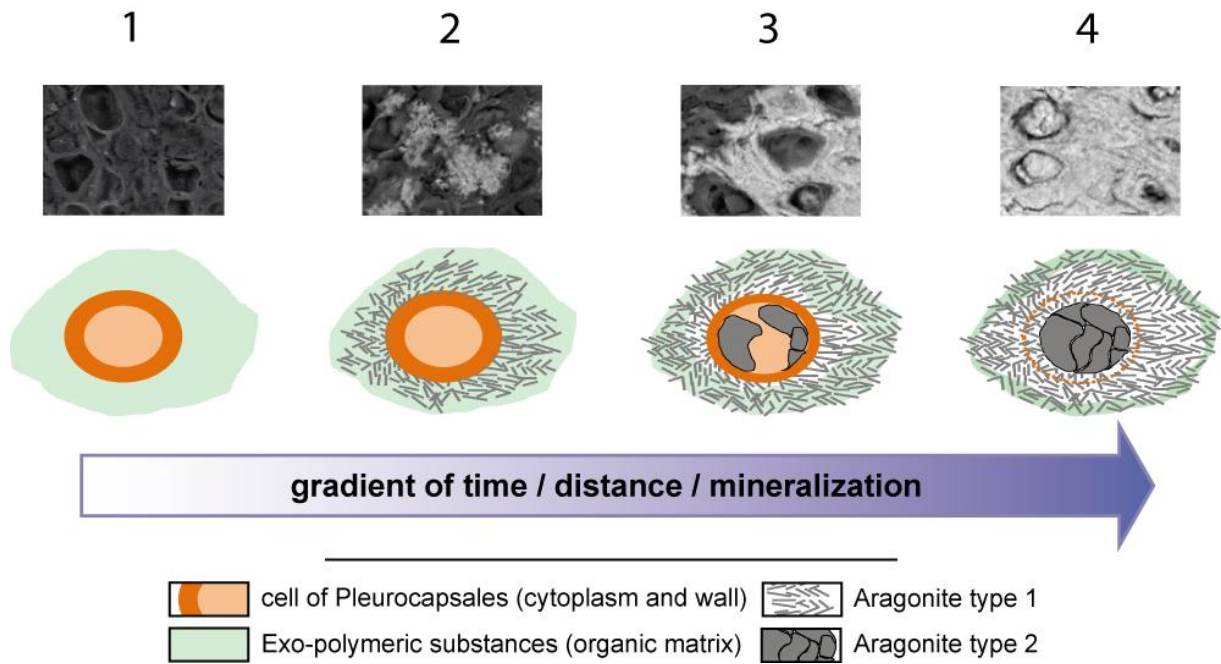 1 2 3 4
gradient of time / distance / mineralization
cell of Pleurocapsales (cytoplasm and wall)
Aragonite type 1
Exo-polymeric substances (organic matrix)
Aragonite type 2